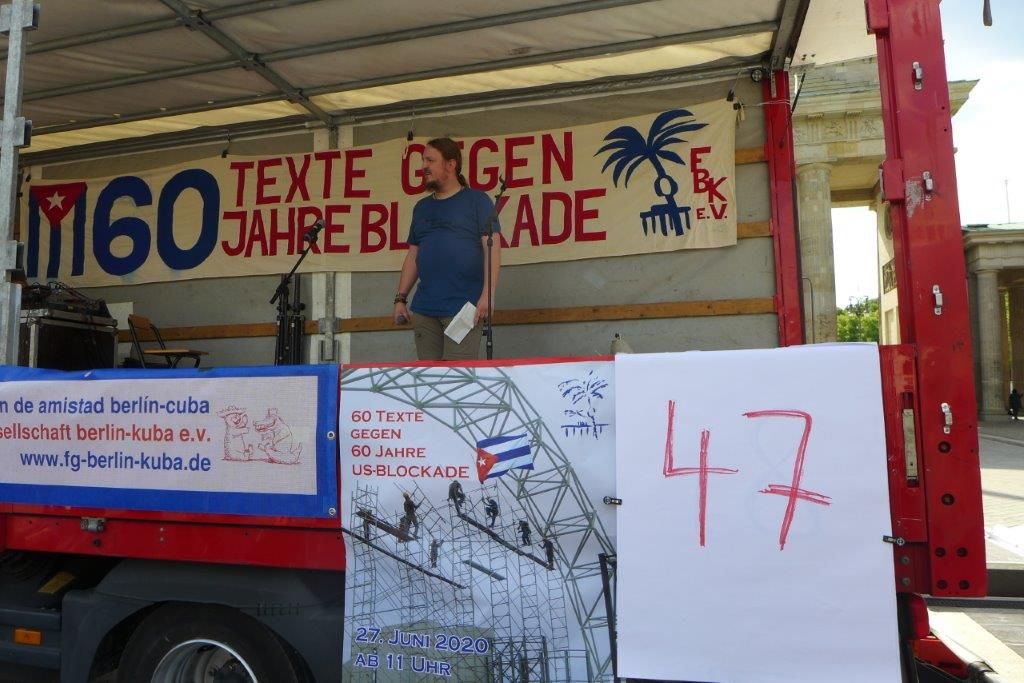 60 TEXTE GEGEN
JAHRE BLOCKADE
EBK
E.V.
n de amistad berlín-cuba
sellschaft berlin-kuba e.v.
www.fg-berlin-kuba.de
60 TEXTE
GEGEN
60 JAHRE
US-BLOCKADE
27. JUNI 2020
AB 11 UHR
47